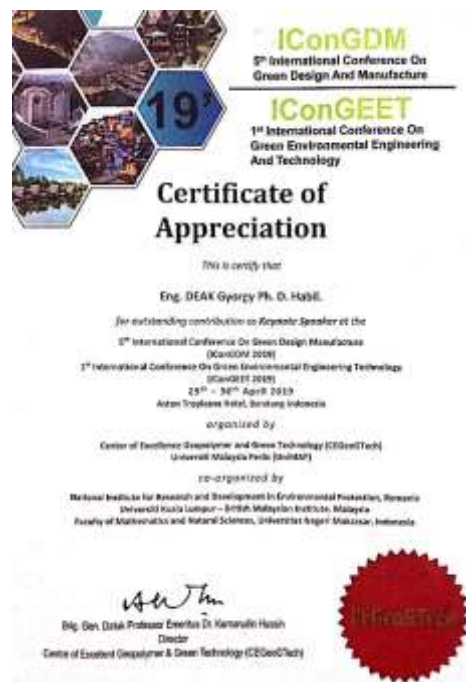 IConGDM
5th International Conference On
Green Design And Manufacture
19's
IConGEET
1st International Conference On
Green Environmental Engineering
And Technology
Certificate of
Appreciation
This is certify that
Eng. DEAK Gyorgy Ph. D. Habil.
for outstanding contribution as Keynote Speaker at the
5th International Conference On Green Design Manufacture
(IConGDM 2019)
1st International Conference On Green Environmental Engineering Technology
(IConGEET 2019)
29th - 30th April 2019
Aston Tropicana Hotel, Bandung Indonesia
organized by
Center of Excellence Geopolymer and Green Technology (CEGeoGTech)
Universiti Malaysia Perlis (UniMAP)
co-organized by
National Institute for Research and Development in Environmental Protection, Romania
Universiti Kuala Lumpur – British Malaysian Institute, Malaysia
Faculty of Mathematics and Natural Sciences, Universitas Negeri Makassar, Indonesia
Brig. Gen. Datuk Professor Emeritus Dr. Kamarudin Hussin
Director
Centre of Excellent Geopolymer & Green Technology (CEGeoGTech)
CEGeoGTech